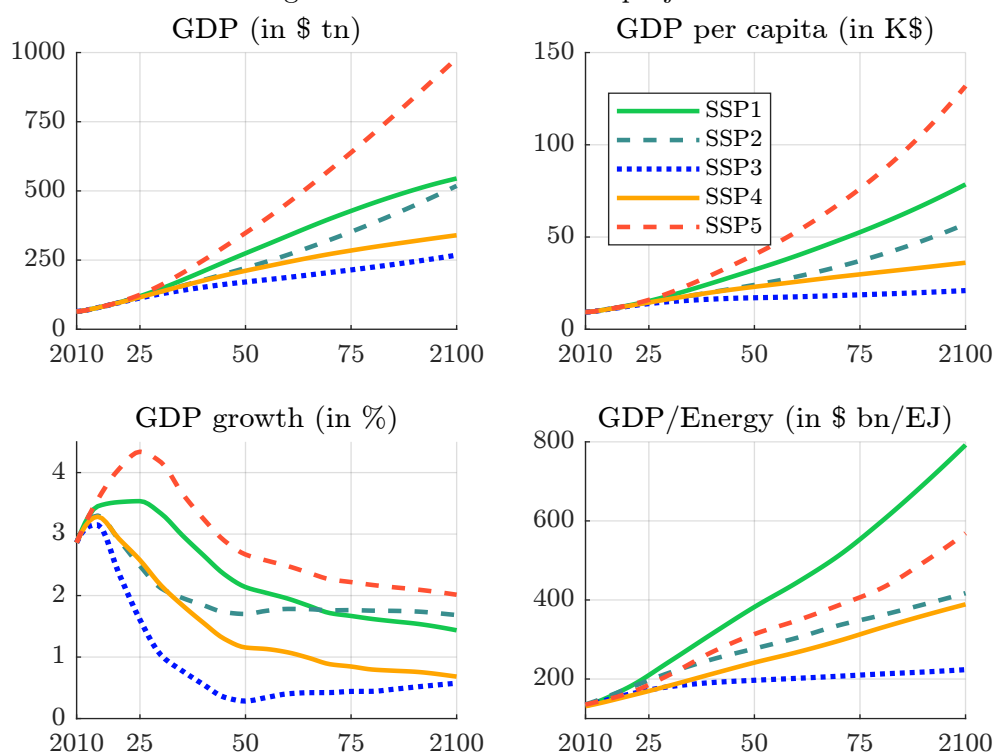 GDP (in $ tn)
1000
750
500
250
0
2010 25 50 75 2100
GDP per capita (in K$)
150
100
50
0
2010 25 50 75 2100
SSP1
SSP2
SSP3
SSP4
SSP5
GDP growth (in %)
4
3
2
1
0
2010 25 50 75 2100
GDP/Energy (in $ bn/EJ)
800
600
400
200
2010 25 50 75 2100